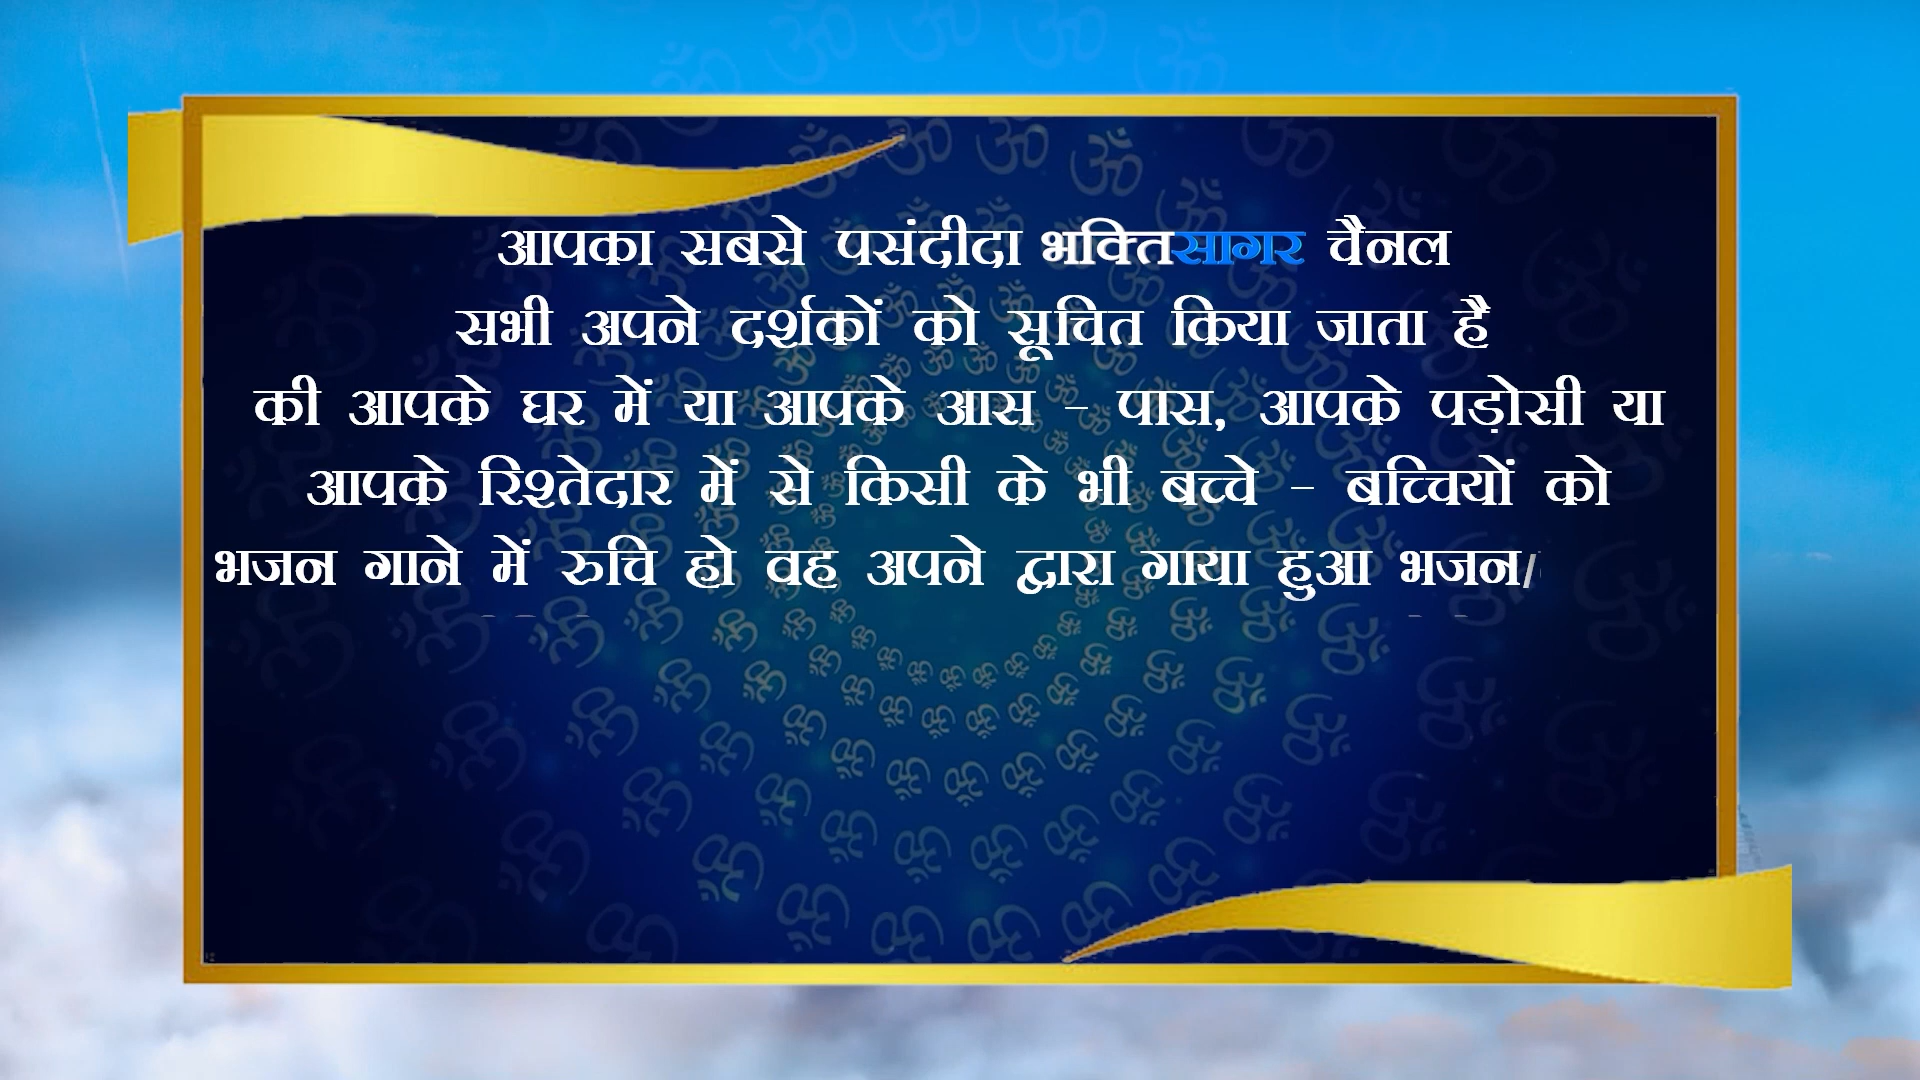 आपका सबसे पसंदीदा भक्तिसागर चैनल
सभी अपने दर्शकों को सूचित किया जाता है
की आपके घर में या आपके आस - पास, आपके पड़ोसी या
आपके रिश्तेदार में से किसी के भी बच्चे - बच्चियों को
भजन गाने में रुचि हो वह अपने द्वारा गाया हुआ भजन/